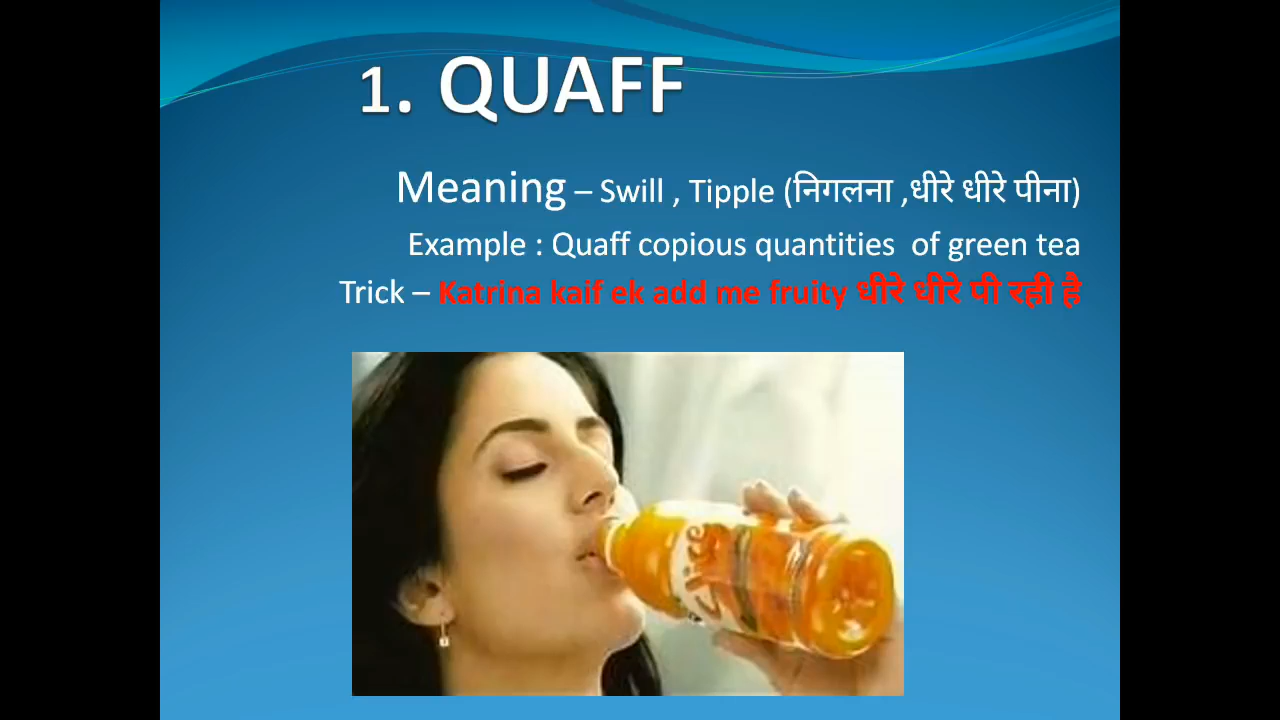 1. QUAFF
Meaning – Swill , Tipple (निगलना ,धीरे धीरे पीना)
Example : Quaff copious quantities  of green tea
Trick – Katrina kaif ek add me fruity धीरे धीरे पी रही है
Slice